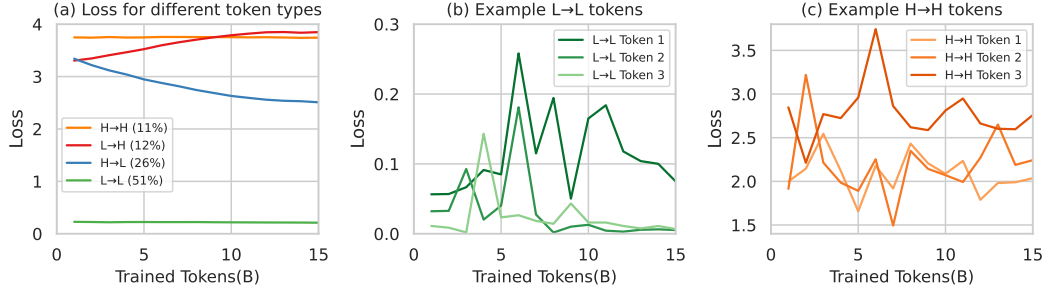 (a) Loss for different token types
4
3
2
1
0
Loss
H→H (11%)
L→H (12%)
H→L (26%)
L→L (51%)
0
5
10
15
Trained Tokens(B)
(b) Example L→L tokens
0.3
0.2
0.1
0.0
Loss
L→L Token 1
L→L Token 2
L→L Token 3
0
5
10
15
Trained Tokens(B)
(c) Example H→H tokens
3.5
3.0
2.5
2.0
1.5
Loss
H→H Token 1
H→H Token 2
H→H Token 3
0
5
10
15
Trained Tokens(B)